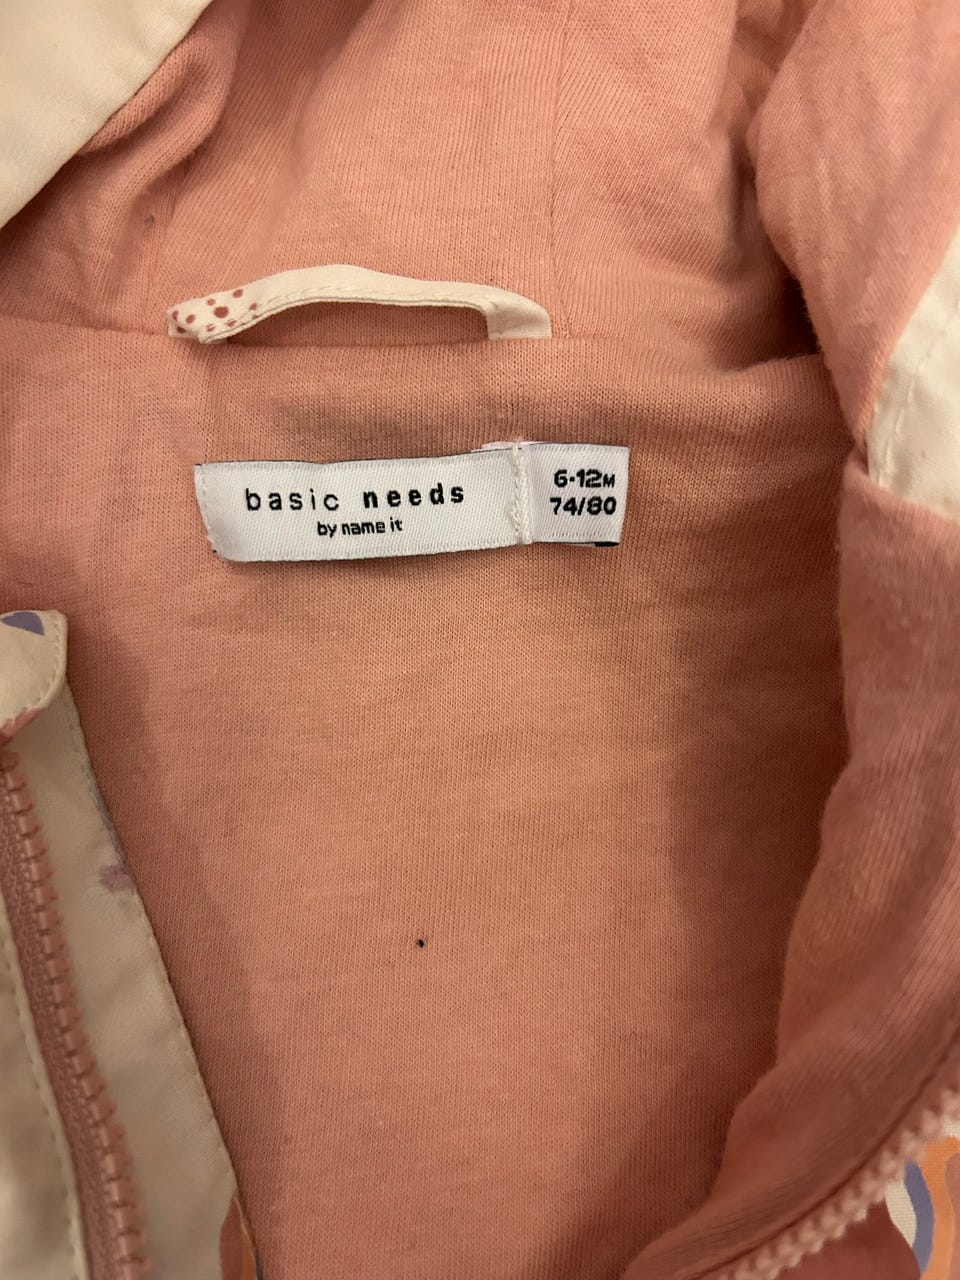 basic needs
by name it
6-12M
74/80